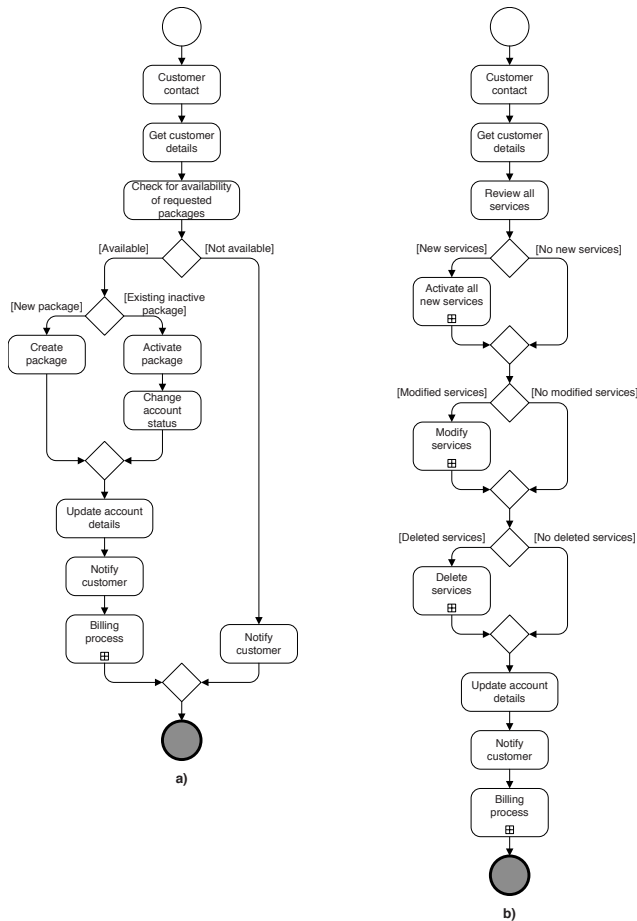 Customer
contact
Get customer
details
Check for availability
of requested
packages
[Available]
[Not available]
[New package]
[Existing inactive
package]
Create
package
Activate
package
Change
account
status
Update account
details
Notify
customer
Billing
process
Notify
customer
a)
Customer
contact
Get customer
details
Review all
services
[New services]
[No new services]
Activate all
new services
[Modified services]
[No modified services]
Modify
services
[Deleted services]
[No deleted services]
Delete
services
Update account
details
Notify
customer
Billing
process
b)